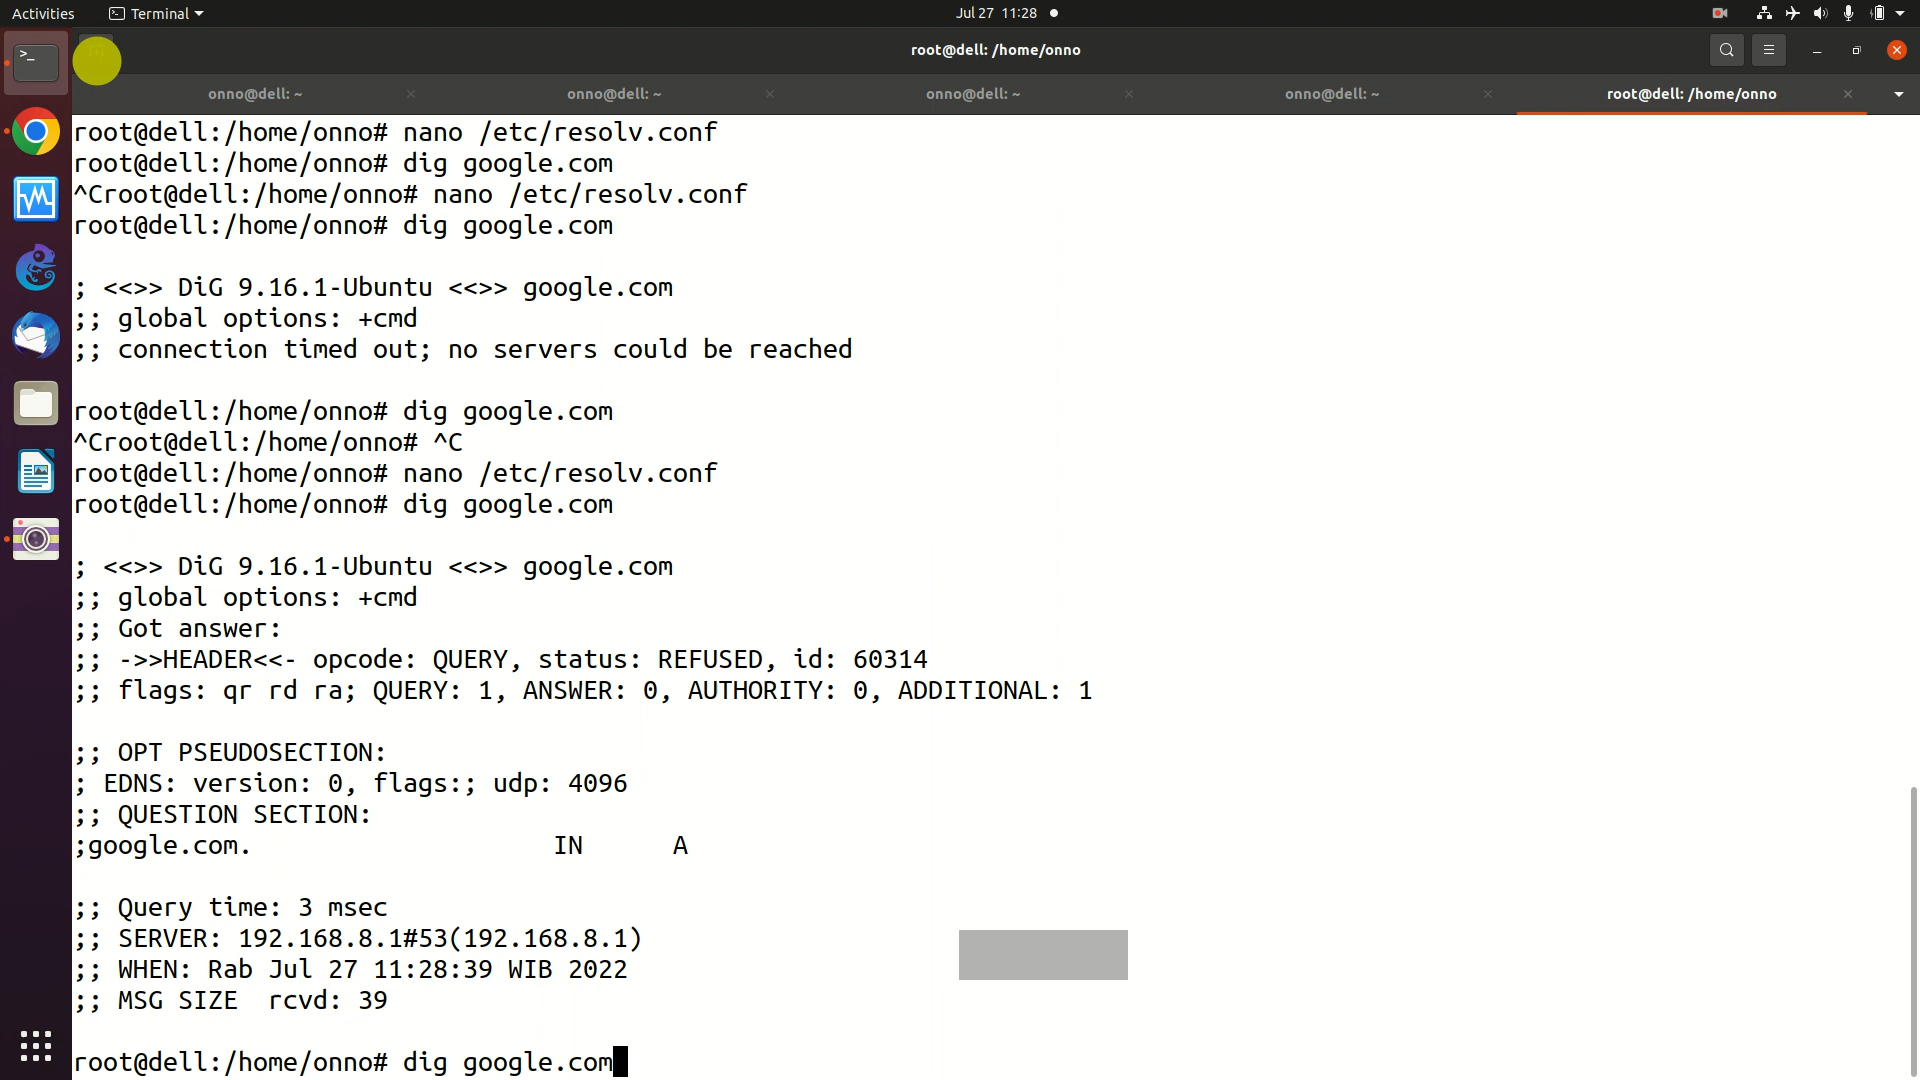 Activities
Terminal
Jul 27 11:28
root@dell: /home/onno
onno@dell: ~
onno@dell: ~
onno@dell: ~
onno@dell: ~
root@dell: /home/onno
root@dell:/home/onno# nano /etc/resolv.conf
root@dell:/home/onno# dig google.com
^Croot@dell:/home/onno# nano /etc/resolv.conf
root@dell:/home/onno# dig google.com
; <<>> DiG 9.16.1-Ubuntu <<>> google.com
;; global options: +cmd
;; connection timed out; no servers could be reached
root@dell:/home/onno# dig google.com
^Croot@dell:/home/onno# ^C
root@dell:/home/onno# nano /etc/resolv.conf
root@dell:/home/onno# dig google.com
; <<>> DiG 9.16.1-Ubuntu <<>> google.com
;; global options: +cmd
;; Got answer:
;; ->>HEADER<<- opcode: QUERY, status: REFUSED, id: 60314
;; flags: qr rd ra; QUERY: 1, ANSWER: 0, AUTHORITY: 0, ADDITIONAL: 1
;; OPT PSEUDOSECTION:
; EDNS: version: 0, flags:; udp: 4096
;; QUESTION SECTION:
;google.com. IN A
;; Query time: 3 msec
;; SERVER: 192.168.8.1#53(192.168.8.1)
;; WHEN: Rab Jul 27 11:28:39 WIB 2022
;; MSG SIZE rcvd: 39
root@dell:/home/onno# dig google.com